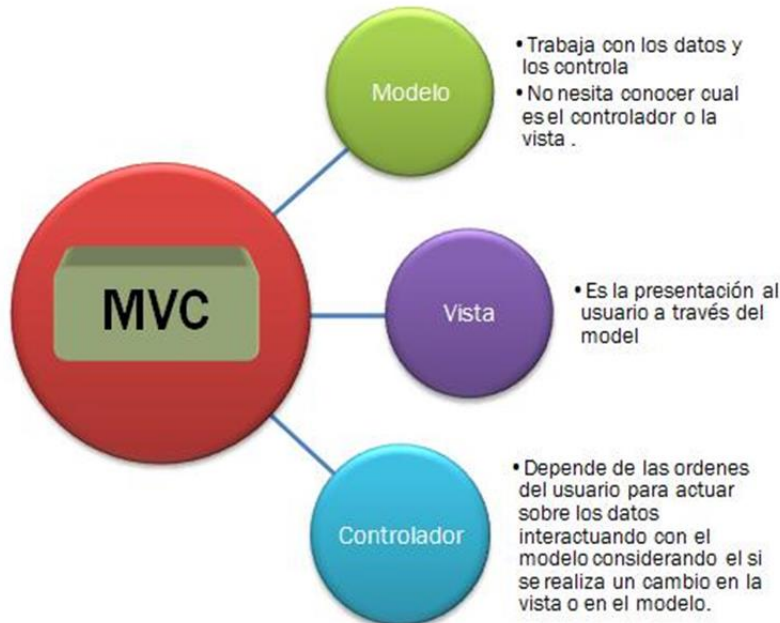 MVC
Modelo
• Trabaja con los datos y
los controla
• No nesita conocer cual
es el controlador o la
vista .
Vista
• Es la presentación al
usuario a través del
model
Controlador
• Depende de las ordenes
del usuario para actuar
sobre los datos
interactuando con el
modelo considerando el si
se realiza un cambio en la
vista o en el modelo.